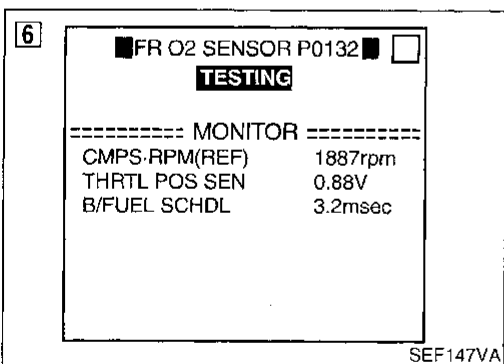 6
■FR O2 SENSOR P0132■ □
TESTING
========== MONITOR ==========
CMPS·RPM(REF) 1887rpm
THRTL POS SEN 0.88V
B/FUEL SCHDL 3.2msec
SEF147VA